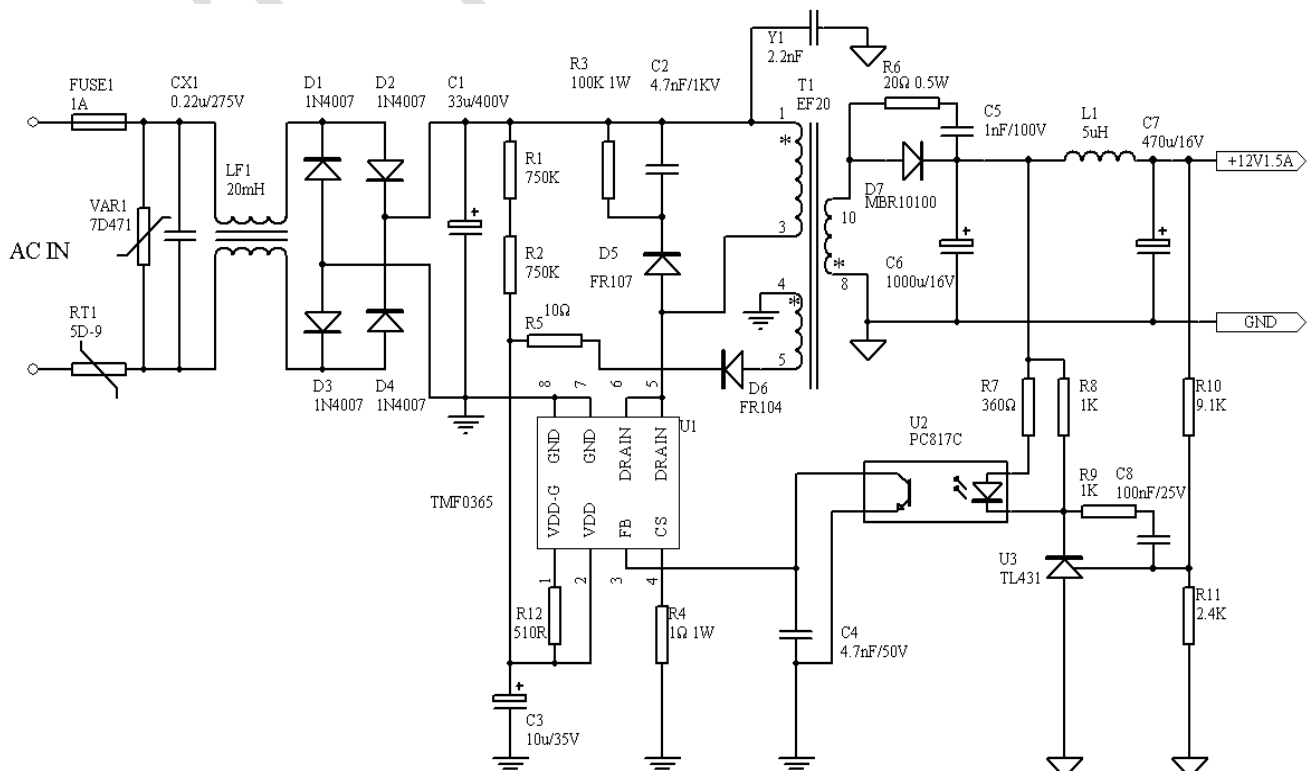 Y1
2.2nF
R3
100K 1W
C2
4.7nF/1KV
R6
20Ω 0.5W
T1
EF20
FUSE1
1A
CX1
0.22u/275V
D1
1N4007
D2
1N4007
C1
33u/400V
C5
1nF/100V
L1
5uH
C7
470u/16V
1
*
+12V1.5A
R1
750K
LF1
20mH
D7
MBR10100
VAR1
7D471
10
3
AC IN
R2
750K
D5
FR107
C6
1000u/16V
+
+
+
*
8
4
*
RT1
5D-9
10Ω
R5
GND
5
D6
FR104
D3
1N4007
D4
1N4007
8
7
6
5
R7
360Ω
R8
1K
R10
9.1K
U1
U2
PC817C
GND
GND
DRAIN
DRAIN
TMF0365
VDD-G
VDD
FB
CS
R9
1K
C8
100nF/25V
U3
TL431
1
2
3
4
R12
510R
R4
1Ω 1W
R11
2.4K
C4
4.7nF/50V
+
C3
10u/35V